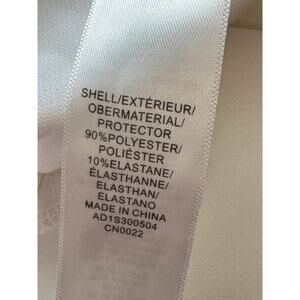 SHELL/EXTÉRIEUR/
OBERMATERIAL/
PROTECTOR
90%POLYESTER/
POLIÉSTER
10%ELASTANE/
ÉLASTHANNE/
ELASTHAN/
ELASTANO
MADE IN CHINA
AD1S300504
CN0022